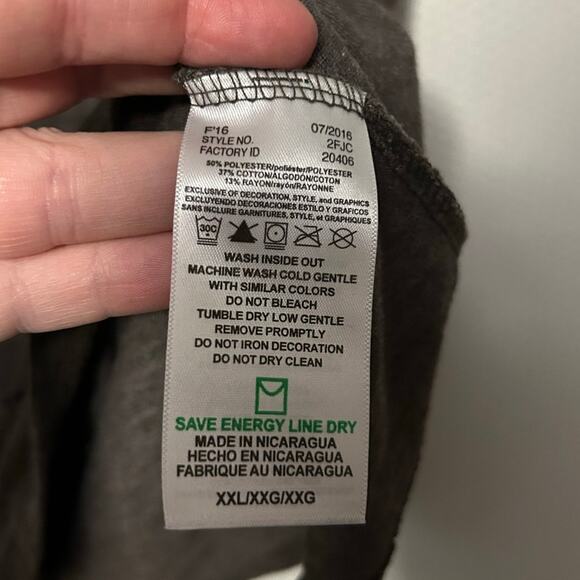 F'16 07/2016
STYLE NO. 2FJC
FACTORY ID 20406
50% POLYESTER/poliéster/POLYESTER
37% COTTON/ALGODÓN/COTON
13% RAYON/rayón/RAYONNE
EXCLUSIVE OF DECORATION, STYLE, and GRAPHICS
EXCLUYENDO DECORACIONES ESTILO Y GRAFICOS
SANS INCLURE GARNITURES, STYLE, et GRAPHIQUES
30C
WASH INSIDE OUT
MACHINE WASH COLD GENTLE
WITH SIMILAR COLORS
DO NOT BLEACH
TUMBLE DRY LOW GENTLE
REMOVE PROMPTLY
DO NOT IRON DECORATION
DO NOT DRY CLEAN
SAVE ENERGY LINE DRY
MADE IN NICARAGUA
HECHO EN NICARAGUA
FABRIQUE AU NICARAGUA
XXL/XXG/XXG